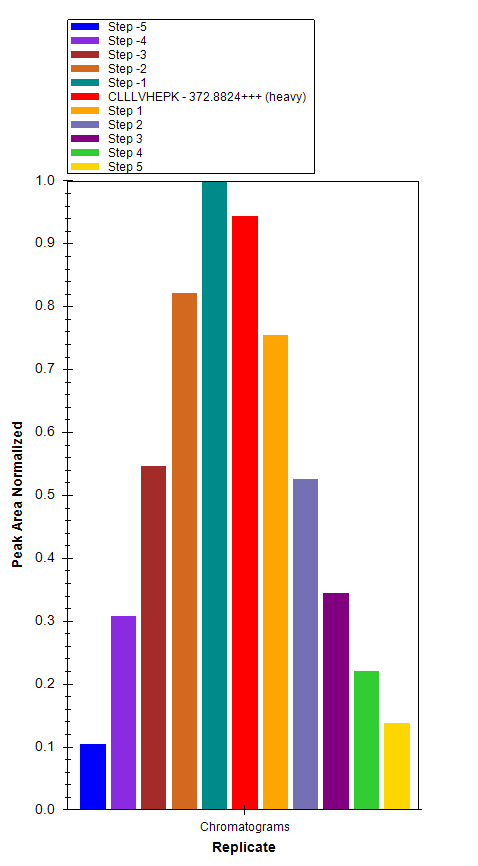 Step -5
Step -4
Step -3
Step -2
Step -1
CLLLVHEPK - 372.8824+++ (heavy)
Step 1
Step 2
Step 3
Step 4
Step 5
1.0
0.9
0.8
0.7
0.6
0.5
0.4
0.3
0.2
0.1
0.0
Peak Area Normalized
Chromatograms
Replicate